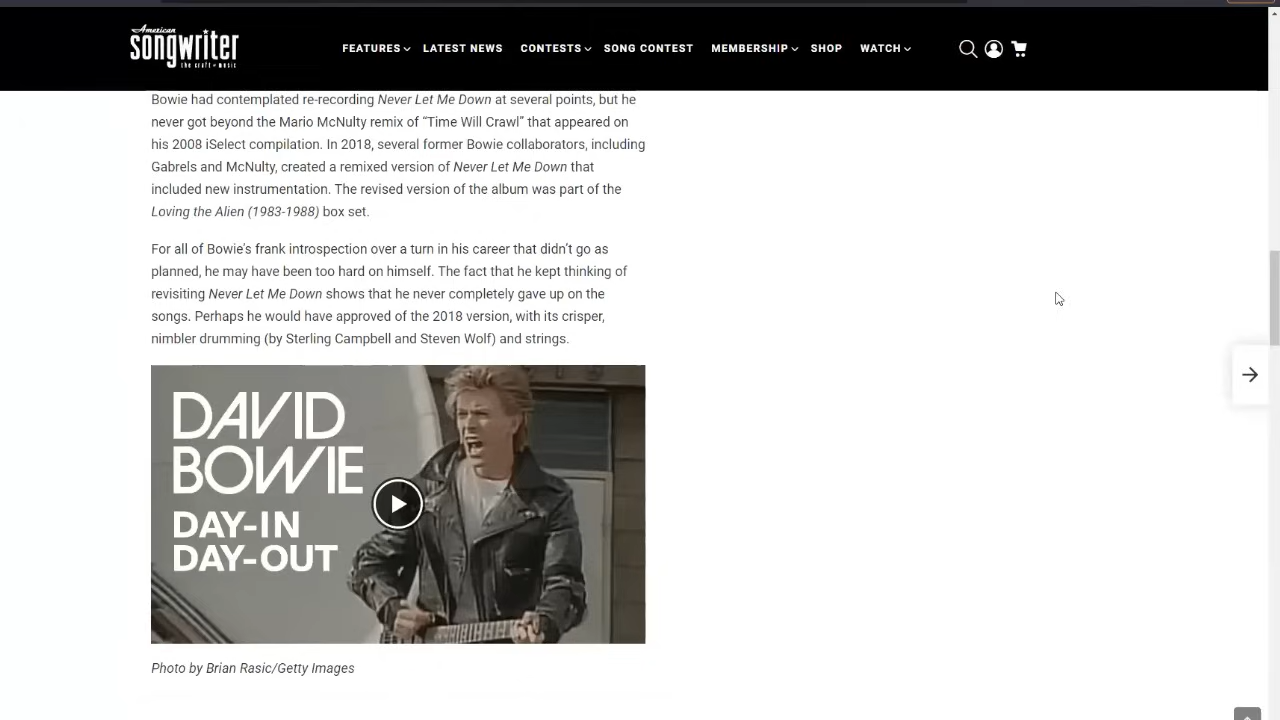 American
songwriter
the craft of music
FEATURES
LATEST NEWS
CONTESTS
SONG CONTEST
MEMBERSHIP
SHOP
WATCH
Bowie had contemplated re-recording Never Let Me Down at several points, but he
never got beyond the Mario McNulty remix of “Time Will Crawl” that appeared on
his 2008 iSelect compilation. In 2018, several former Bowie collaborators, including
Gabrels and McNulty, created a remixed version of Never Let Me Down that
included new instrumentation. The revised version of the album was part of the
Loving the Alien (1983-1988) box set.
For all of Bowie’s frank introspection over a turn in his career that didn’t go as
planned, he may have been too hard on himself. The fact that he kept thinking of
revisiting Never Let Me Down shows that he never completely gave up on the
songs. Perhaps he would have approved of the 2018 version, with its crisper,
nimbler drumming (by Sterling Campbell and Steven Wolf) and strings.
DAVID
BOWIE
DAY-IN
DAY-OUT
Photo by Brian Rasic/Getty Images